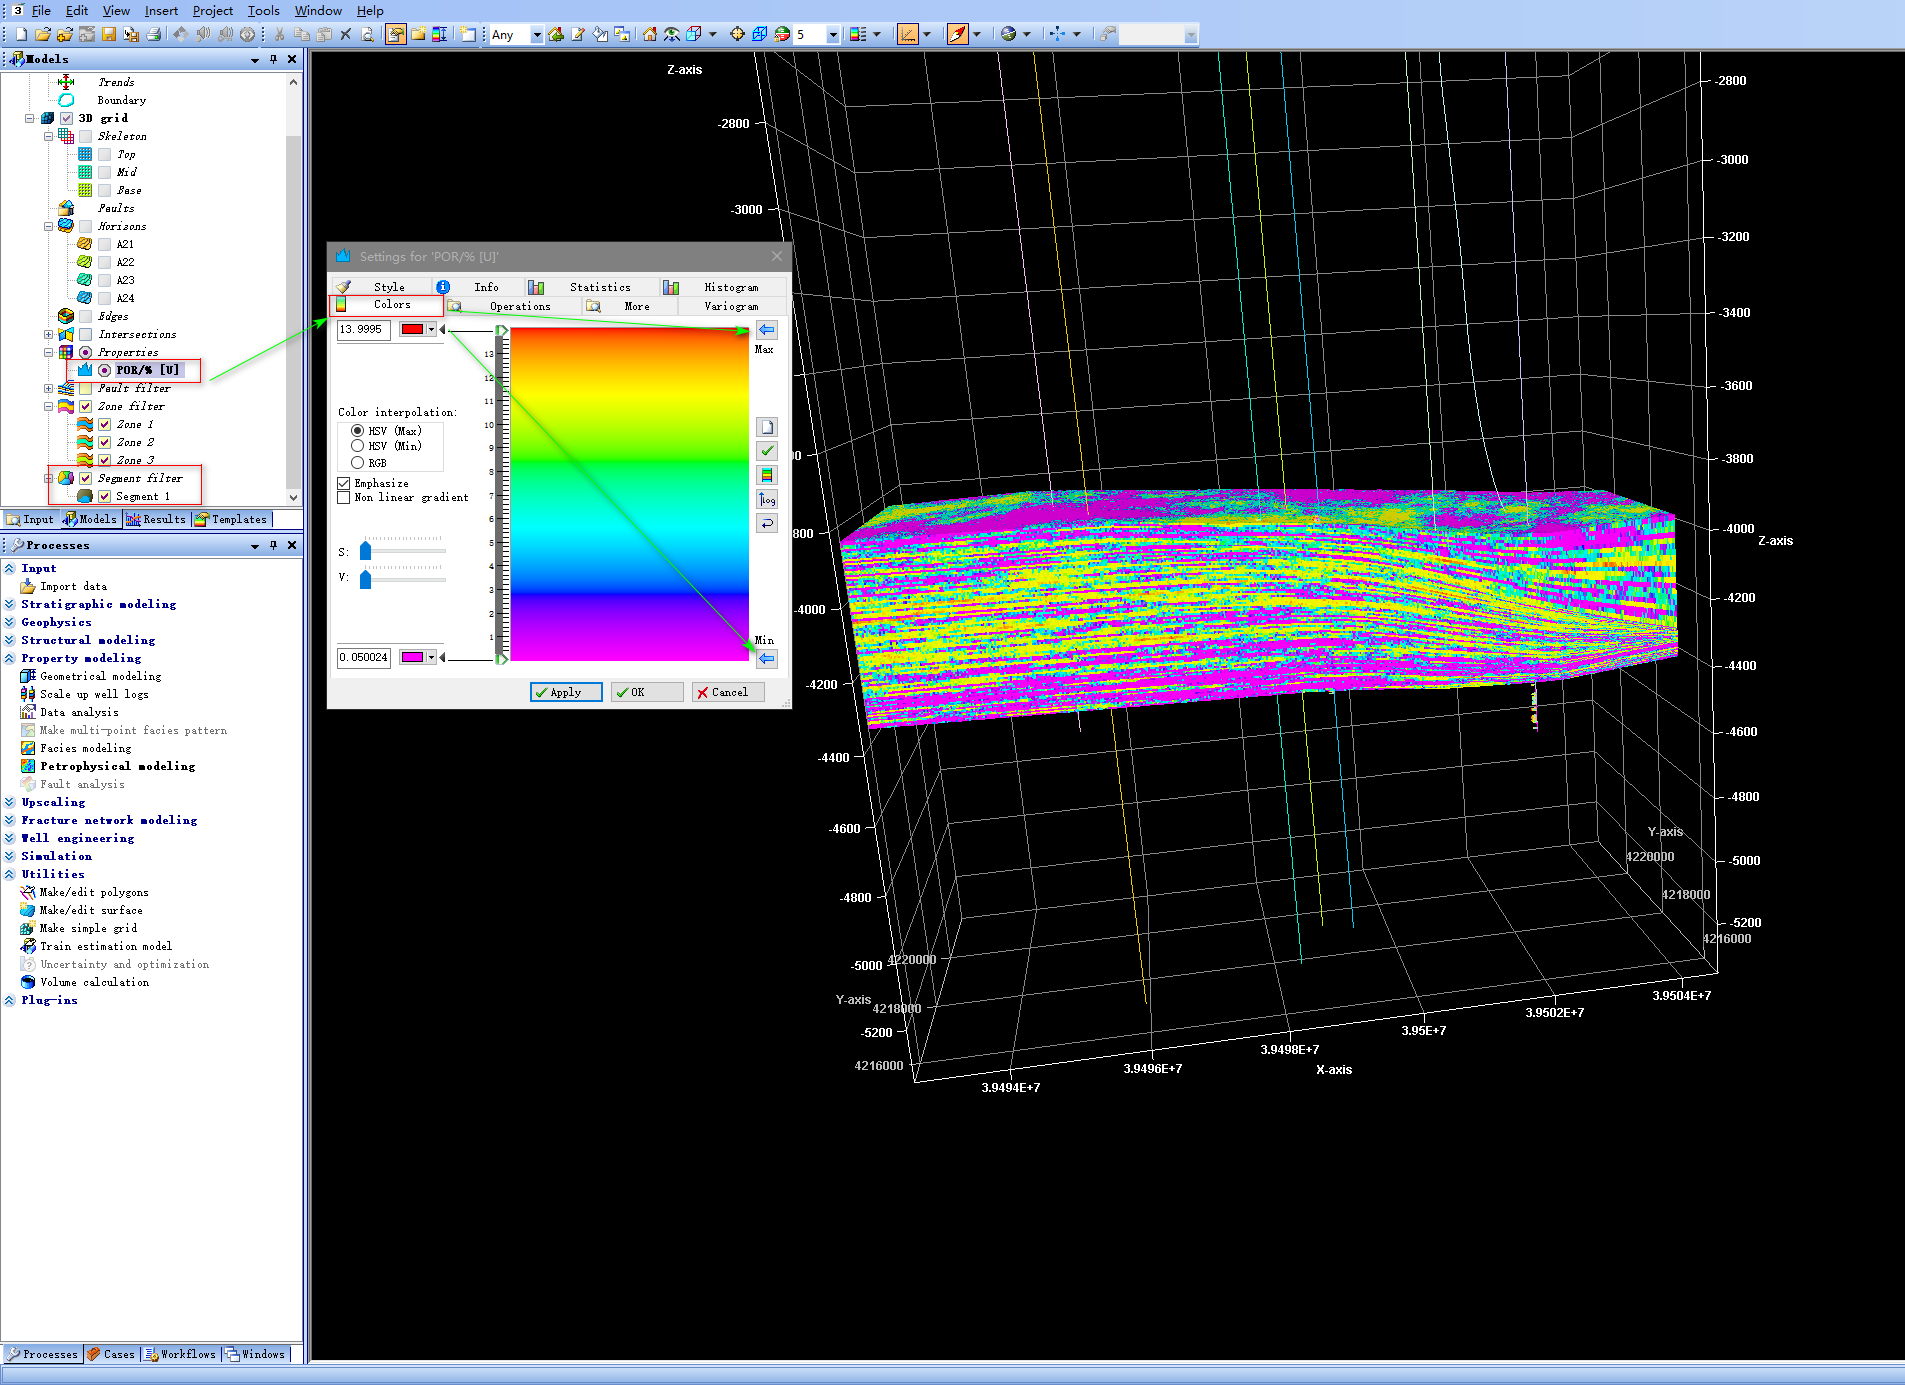 File Edit View Insert Project Tools Window Help
Any 5
Models
Trends
Boundary
3D grid
Skeleton
Top
Mid
Base
Faults
Horizons
A21
A22
A23
A24
Edges
Intersections
Properties
POR/% [U]
Fault filter
Zone filter
Zone 1
Zone 2
Zone 3
Segment filter
Segment 1
Input Models Results Templates
Processes
Input
Import data
Stratigraphic modeling
Geophysics
Structural modeling
Property modeling
Geometrical modeling
Scale up well logs
Data analysis
Make multi-point facies pattern
Facies modeling
Petrophysical modeling
Fault analysis
Upscaling
Fracture network modeling
Well engineering
Simulation
Utilities
Make/edit polygons
Make/edit surface
Make simple grid
Train estimation model
Uncertainty and optimization
Volume calculation
Plug-ins
Processes Cases Workflows Windows
Settings for 'POR/% [U]'
Style Info Statistics Histogram
Colors Operations More Variogram
13.9995
Max
13
12
11
10
9
8
7
6
5
4
3
2
1
Color interpolation:
HSV (Max)
HSV (Min)
RGB
Emphasize
Non linear gradient
log
S:
V:
Min
0.050024
Apply OK Cancel
Z-axis
-2800
-3000
800
-4000
-4200
-4400
-4600
-4800
-5000
-5200
-2800
-3000
-3200
-3400
-3600
-3800
-4000
Z-axis
-4200
-4400
-4600
-4800
-5000
-5200
Y-axis
4220000
4218000
4216000
4220000
Y-axis
4218000
4216000
3.9494E+7
3.9496E+7
3.9498E+7
3.95E+7
3.9502E+7
3.9504E+7
X-axis